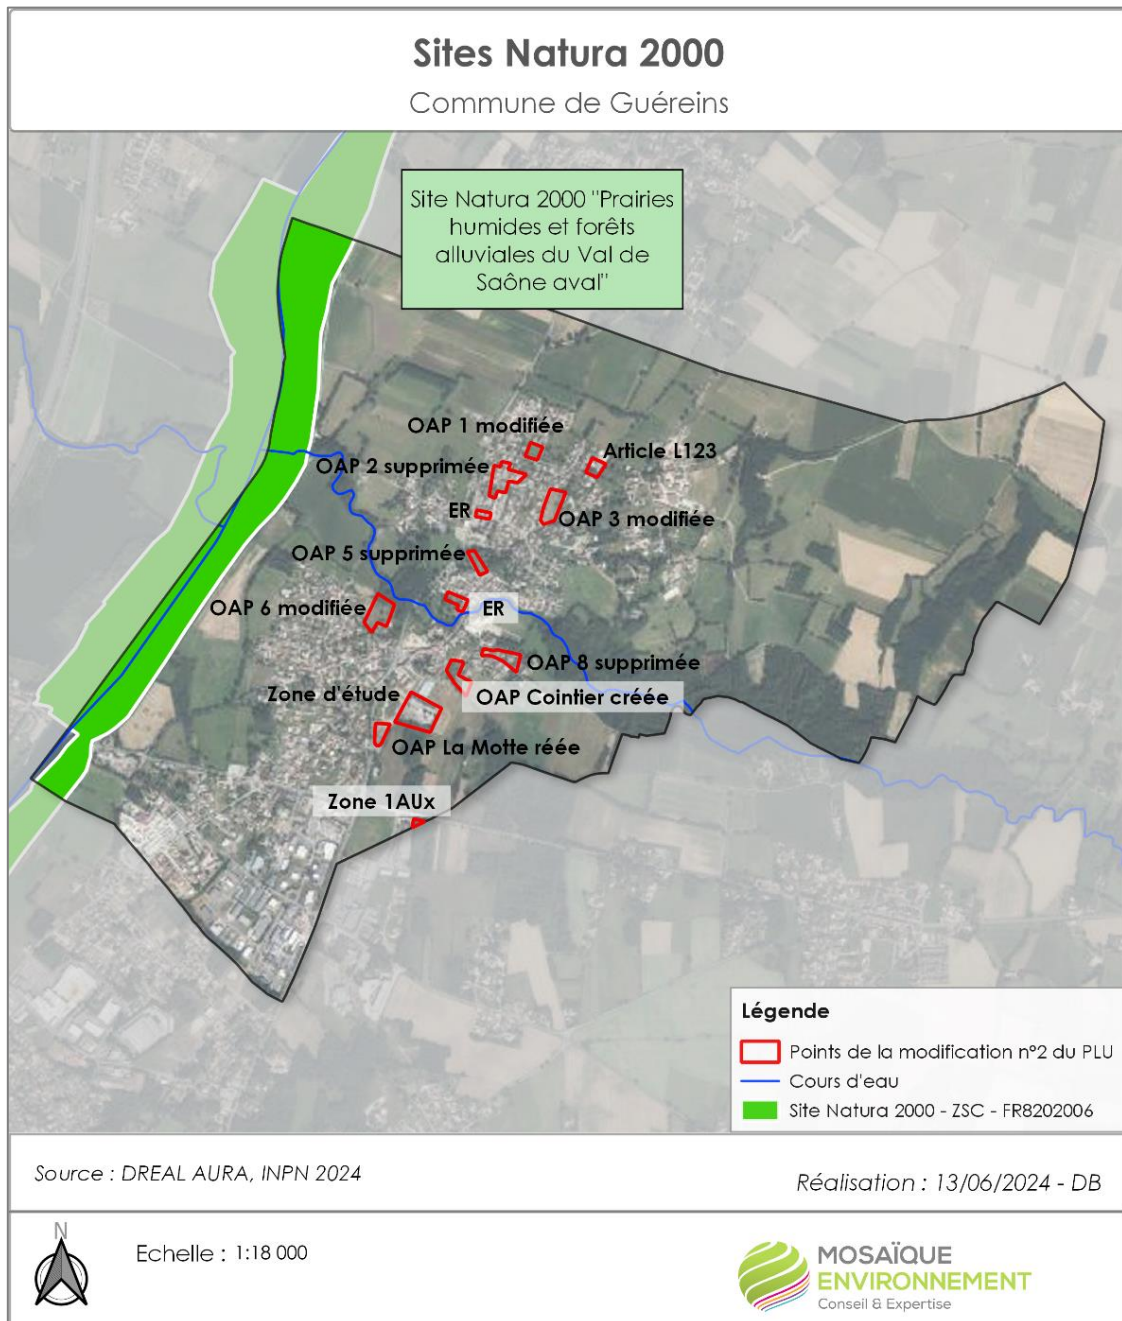 Sites Natura 2000
Commune de Guéreins
Site Natura 2000 "Prairies
humides et forêts
alluviales du Val de
Saône aval"
OAP 1 modifiée
Article L123
OAP 2 supprimée
ER
OAP 3 modifiée
OAP 5 supprimée
OAP 6 modifiée
ER
OAP 8 supprimée
Zone d'étude
OAP Cointier créée
OAP La Motte réée
Zone 1AUx
Légende
Points de la modification n°2 du PLU
Cours d'eau
Site Natura 2000 - ZSC - FR8202006
Source : DREAL AURA, INPN 2024
Réalisation : 13/06/2024 - DB
N
Echelle : 1:18 000
MOSAÏQUE
ENVIRONNEMENT
Conseil & Expertise